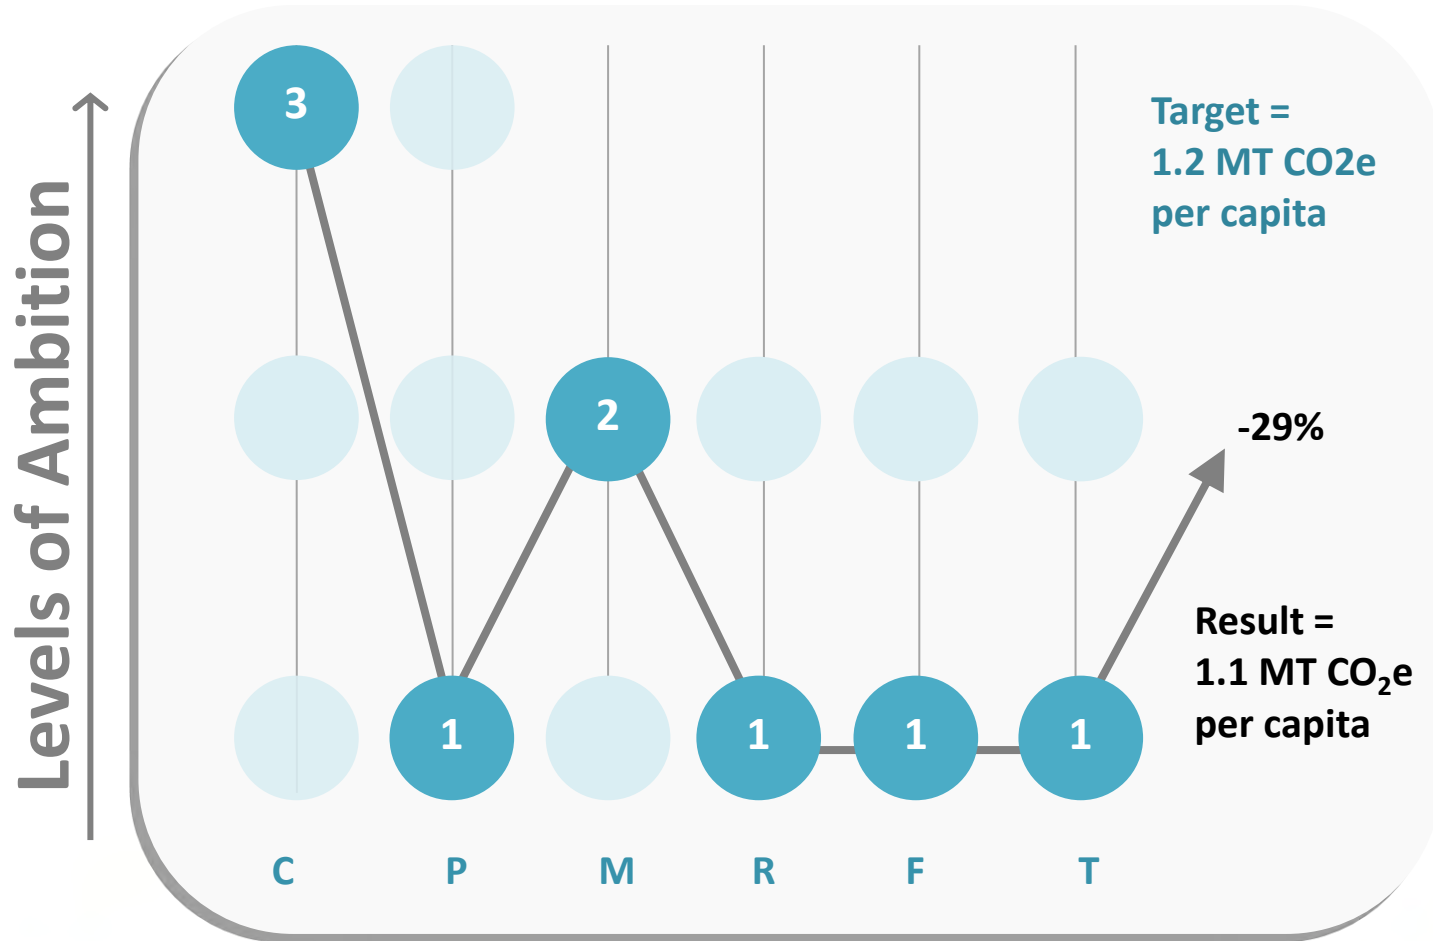 Levels of Ambition
3
Target =
1.2 MT CO2e
per capita
2
-29%
Result =
1.1 MT CO₂e
per capita
1
1
1
1
C
P
M
R
F
T